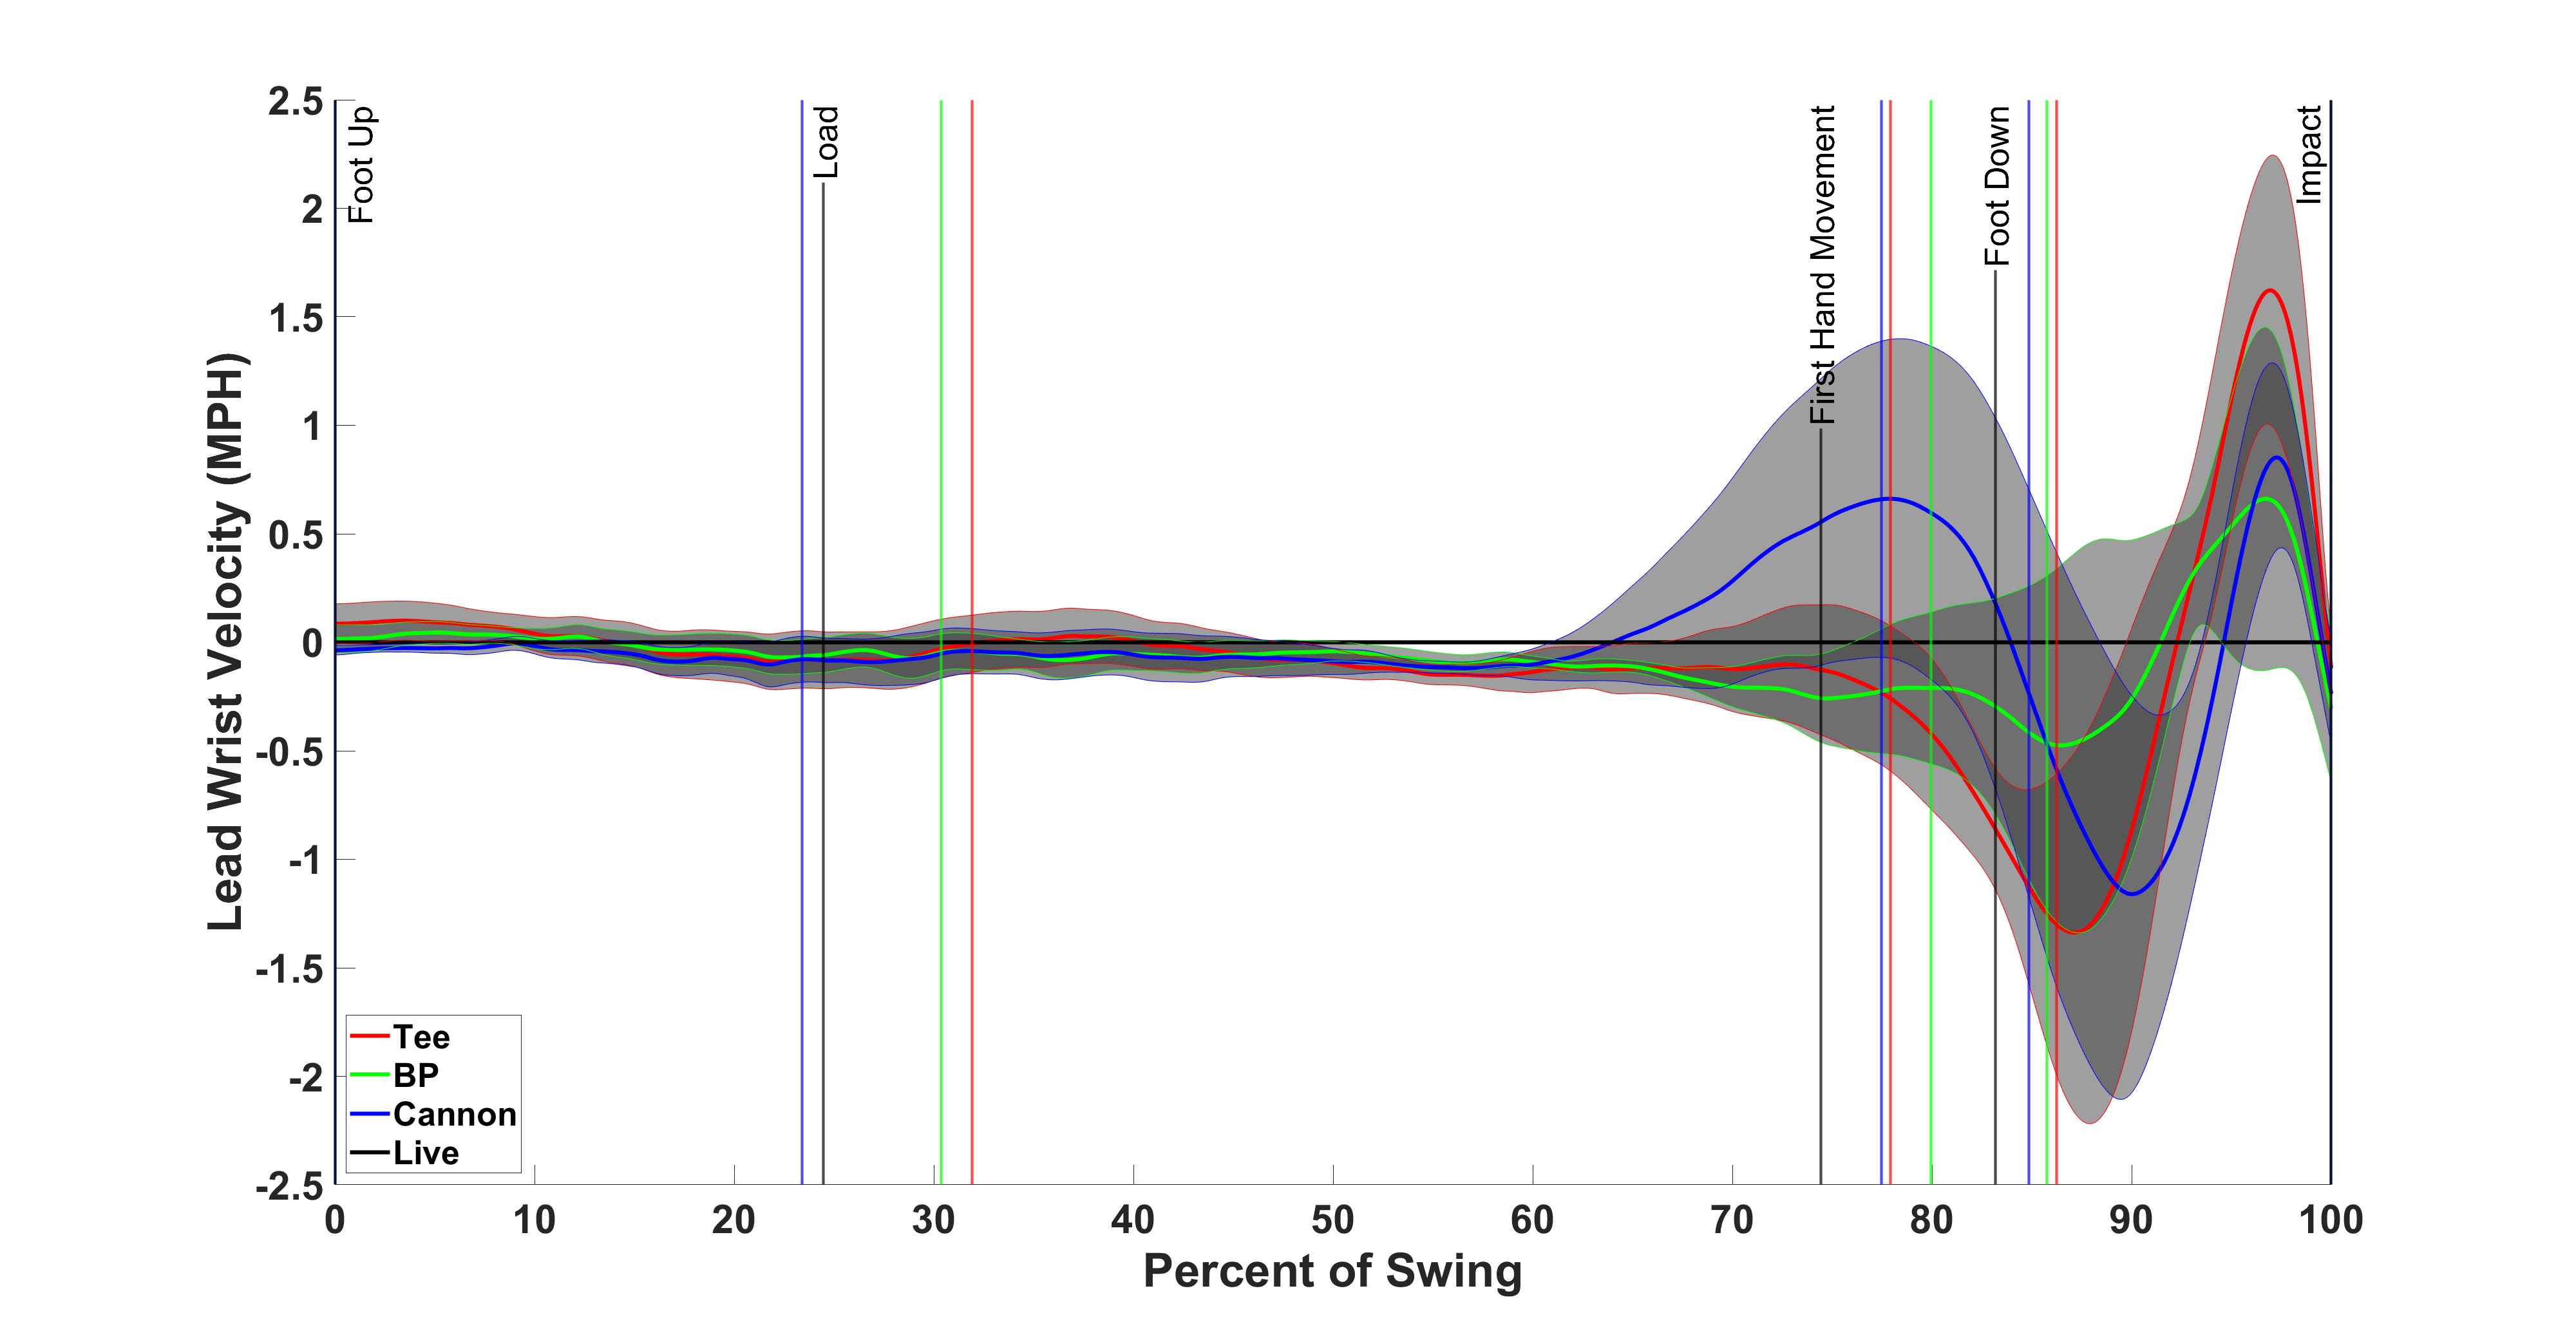 Foot Up
Load
First Hand Movement
Foot Down
Impact
2.5
2
1.5
1
0.5
0
-0.5
-1
-1.5
-2
-2.5
Lead Wrist Velocity (MPH)
Tee
BP
Cannon
Live
0 10 20 30 40 50 60 70 80 90 100
Percent of Swing